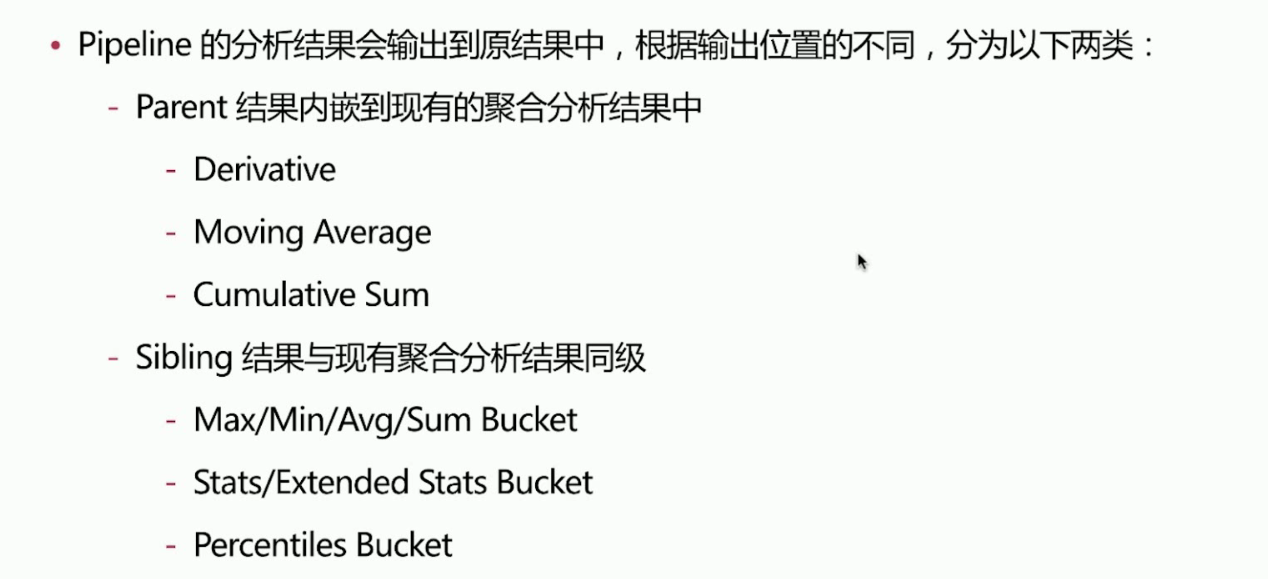 • Pipeline 的分析结果会输出到原结果中，根据输出位置的不同，分为以下两类：
- Parent 结果内嵌到现有的聚合分析结果中
- Derivative
- Moving Average
- Cumulative Sum
- Sibling 结果与现有聚合分析结果同级
- Max/Min/Avg/Sum Bucket
- Stats/Extended Stats Bucket
- Percentiles Bucket